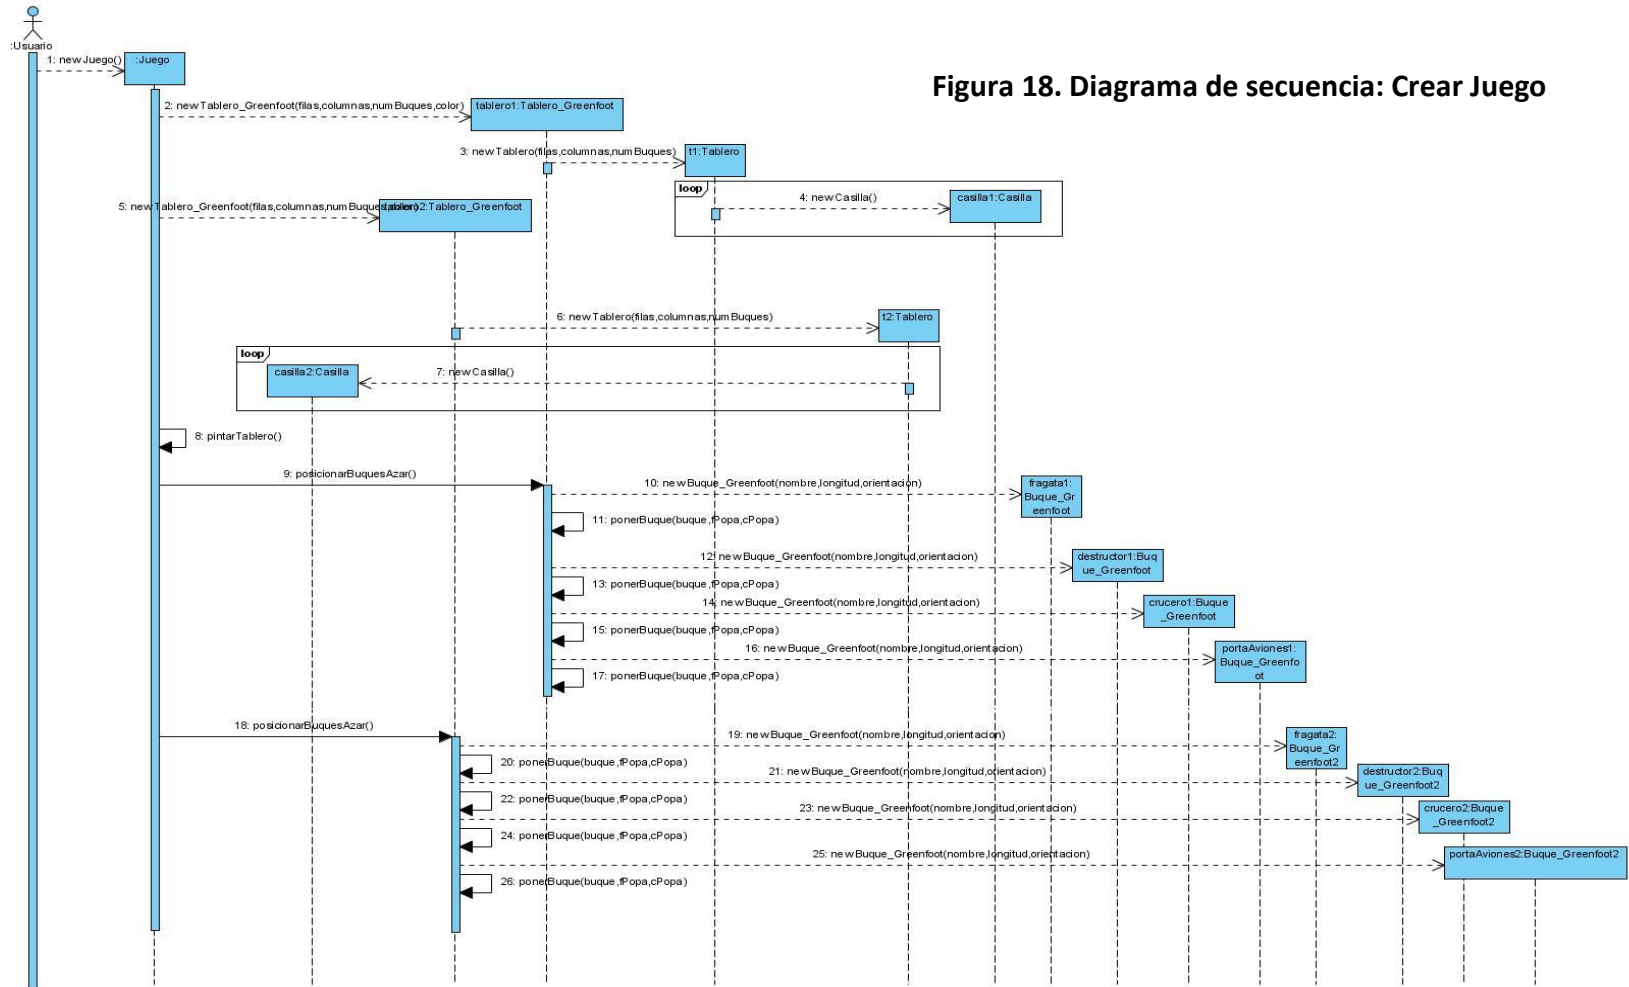 :Usuario
1: newJuego()
:Juego
Figura 18. Diagrama de secuencia: Crear Juego
2: newTablero_Greenfoot(filas,columnas,numBuques,color)
tablero1:Tablero_Greenfoot
3: newTablero(filas,columnas,numBuques)
t1:Tablero
loop
4: newCasilla()
casilla1:Casilla
5: newTablero_Greenfoot(filas,columnas,numBuques,color)
tablero2:Tablero_Greenfoot
6: newTablero(filas,columnas,numBuques)
t2:Tablero
loop
casilla2:Casilla
7: newCasilla()
8: pintarTablero()
9: posicionarBuquesAzar()
10: newBuque_Greenfoot(nombre,longitud,orientacion)
fragata1:
Buque_Gr
eenfoot
11: ponerBuque(buque,fPopa,cPopa)
12: newBuque_Greenfoot(nombre,longitud,orientacion)
destructor1:Buq
ue_Greenfoot
13: ponerBuque(buque,fPopa,cPopa)
14: newBuque_Greenfoot(nombre,longitud,orientacion)
crucero1:Buque
_Greenfoot
15: ponerBuque(buque,fPopa,cPopa)
16: newBuque_Greenfoot(nombre,longitud,orientacion)
portaAviones1:
Buque_Greenfo
ot
17: ponerBuque(buque,fPopa,cPopa)
18: posicionarBuquesAzar()
19: newBuque_Greenfoot(nombre,longitud,orientacion)
fragata2:
Buque_Gr
eenfoot2
20: ponerBuque(buque,fPopa,cPopa)
21: newBuque_Greenfoot(nombre,longitud,orientacion)
destructor2:Buq
ue_Greenfoot2
22: ponerBuque(buque,fPopa,cPopa)
23: newBuque_Greenfoot(nombre,longitud,orientacion)
crucero2:Buque
_Greenfoot2
24: ponerBuque(buque,fPopa,cPopa)
25: newBuque_Greenfoot(nombre,longitud,orientacion)
portaAviones2:Buque_Greenfoot2
26: ponerBuque(buque,fPopa,cPopa)